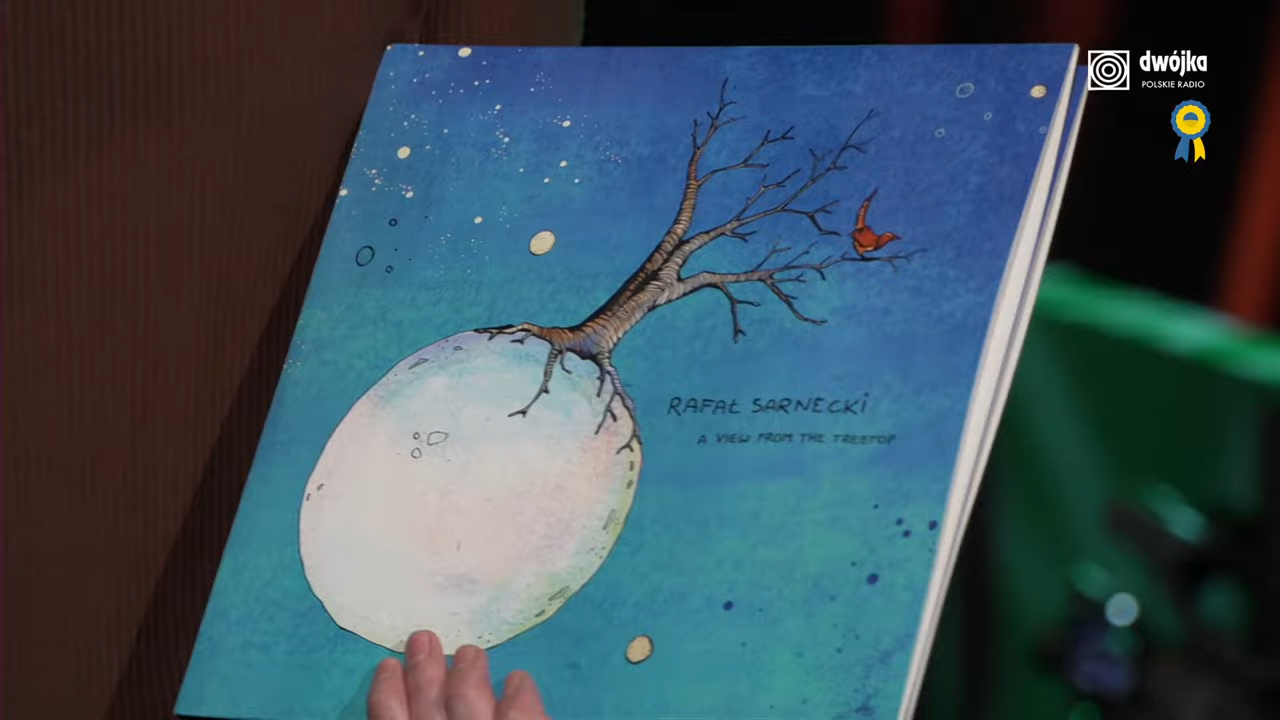 dwójka
POLSKIE RADIO
RAFAŁ SARNECKI
A VIEW FROM THE TREETOP